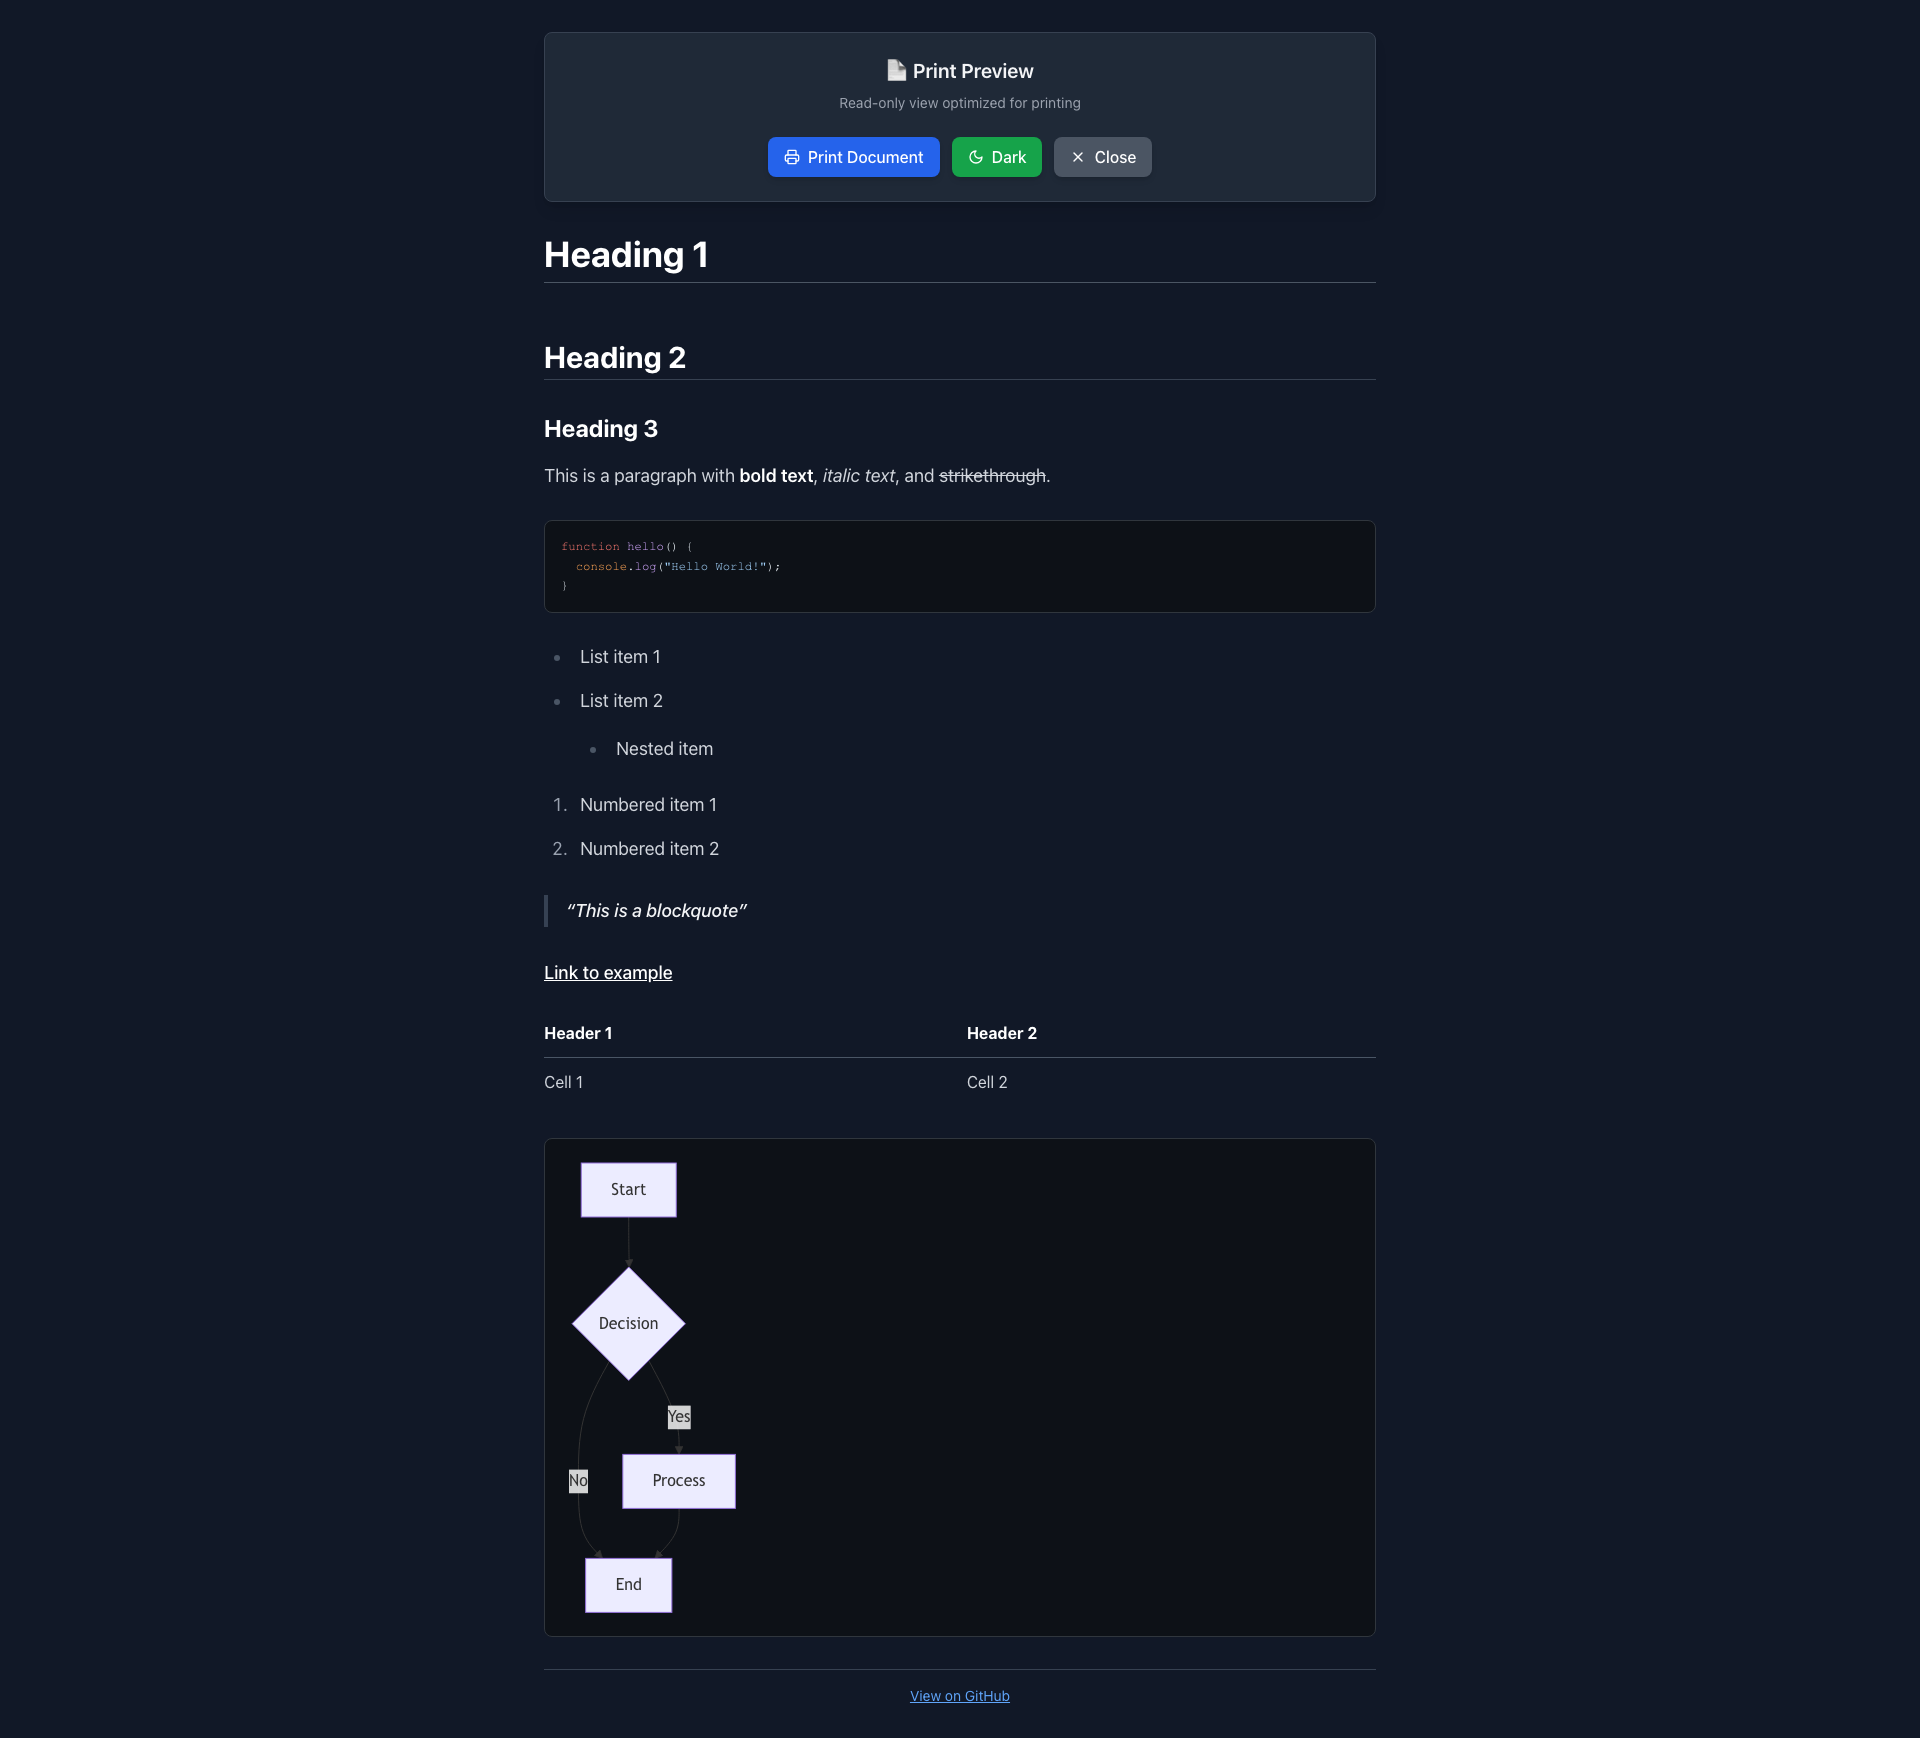 Print Preview
Read-only view optimized for printing
Print Document
Dark
Close
Heading 1
Heading 2
Heading 3
This is a paragraph with bold text, italic text, and strikethrough.
function hello() {
  console.log("Hello World!");
}
List item 1
List item 2
Nested item
1. Numbered item 1
2. Numbered item 2
“This is a blockquote”
Link to example
Header 1 Header 2
Cell 1 Cell 2
Start
Decision
Yes
No
Process
End
View on GitHub